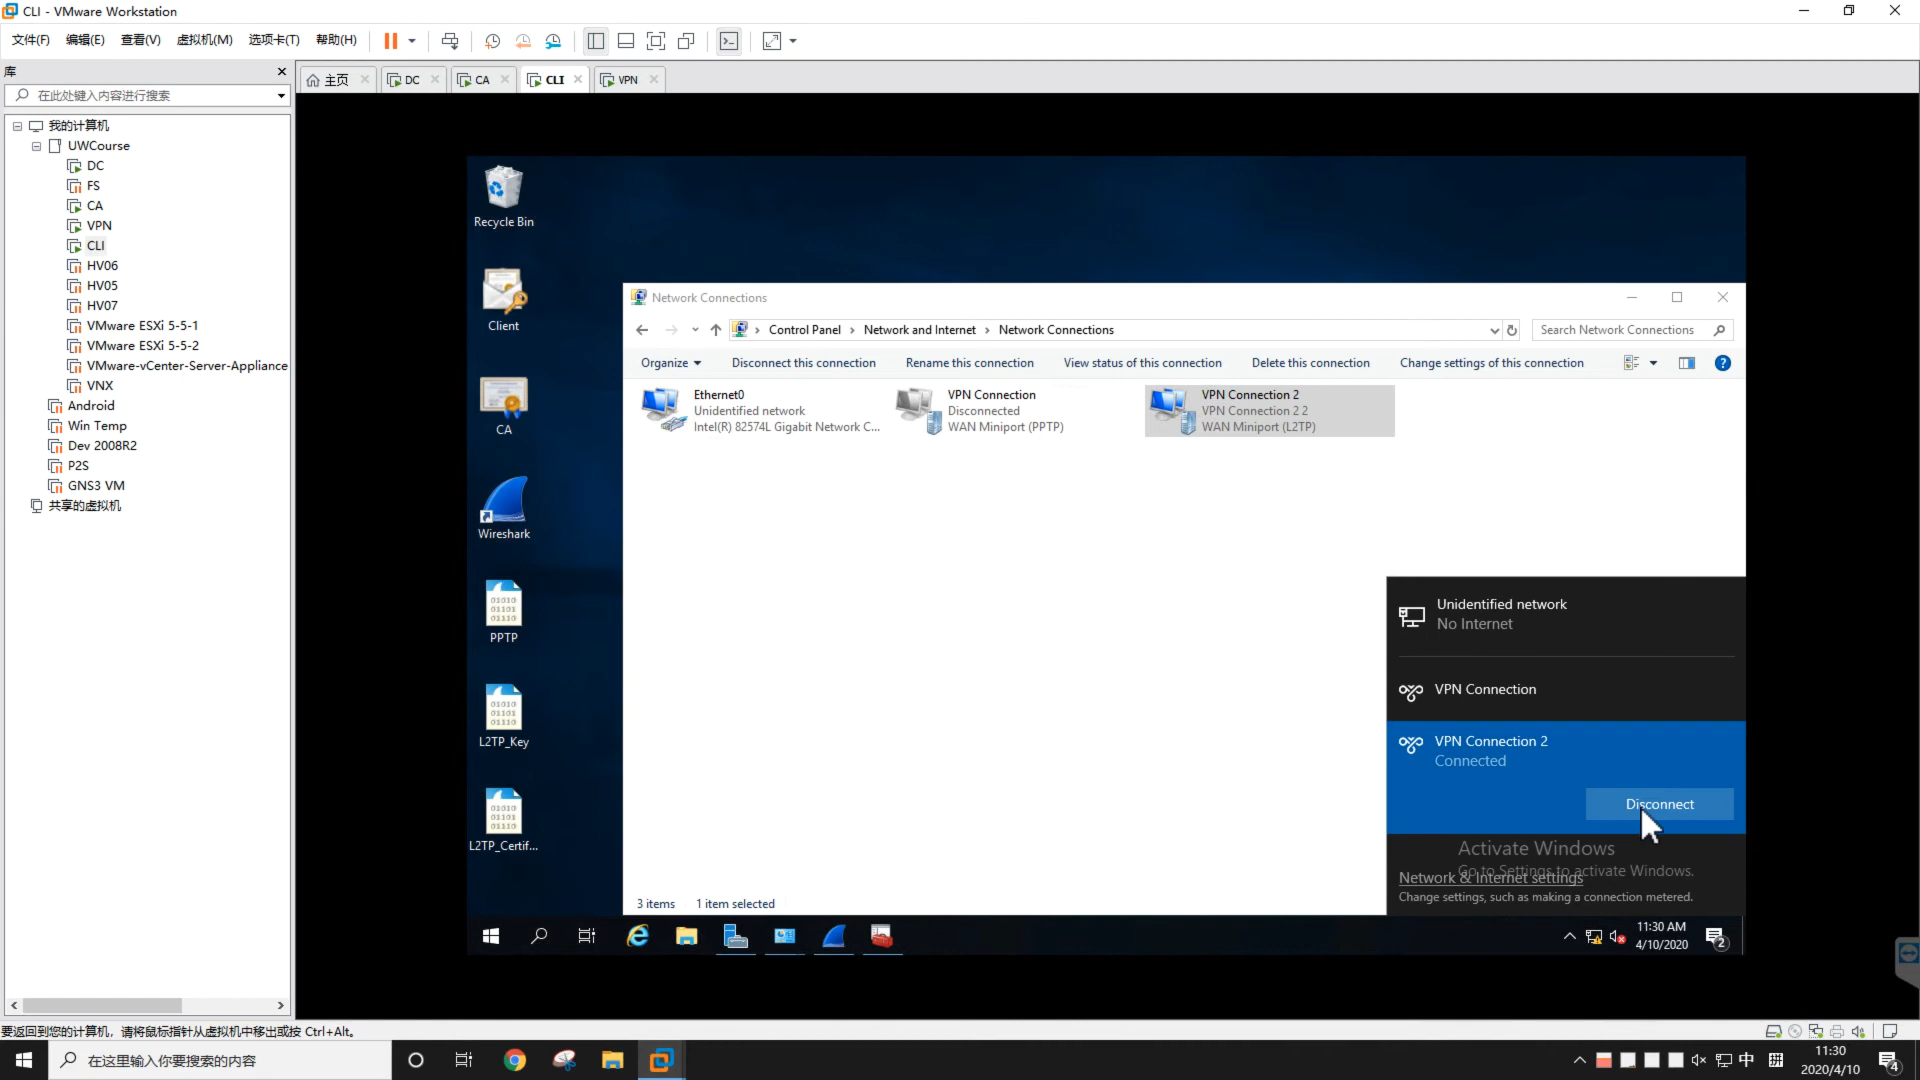 CLI - VMware Workstation
文件(F) 编辑(E) 查看(V) 虚拟机(M) 选项卡(T) 帮助(H)
库
在此处键入内容进行搜索
我的计算机
UWCourse
DC
FS
CA
VPN
CLI
HV06
HV05
HV07
VMware ESXi 5-5-1
VMware ESXi 5-5-2
VMware-vCenter-Server-Appliance
VNX
Android
Win Temp
Dev 2008R2
P2S
GNS3 VM
共享的虚拟机
主页 DC CA CLI VPN
Recycle Bin
Client
CA
Wireshark
PPTP
L2TP_Key
L2TP_Certif...
Network Connections
Control Panel Network and Internet Network Connections
Search Network Connections
Organize Disconnect this connection Rename this connection View status of this connection Delete this connection Change settings of this connection
Ethernet0
Unidentified network
Intel(R) 82574L Gigabit Network C...
VPN Connection
Disconnected
WAN Miniport (PPTP)
VPN Connection 2
VPN Connection 2 2
WAN Miniport (L2TP)
Unidentified network
No Internet
VPN Connection
VPN Connection 2
Connected
Disconnect
Activate Windows
Go to Settings to activate Windows.
Network & Internet settings
Change settings, such as making a connection metered.
3 items 1 item selected
11:30 AM
4/10/2020
2
要返回到您的计算机，请将鼠标指针从虚拟机中移出或按 Ctrl+Alt。
在这里输入你要搜索的内容
中
拼
11:30
2020/4/10
4